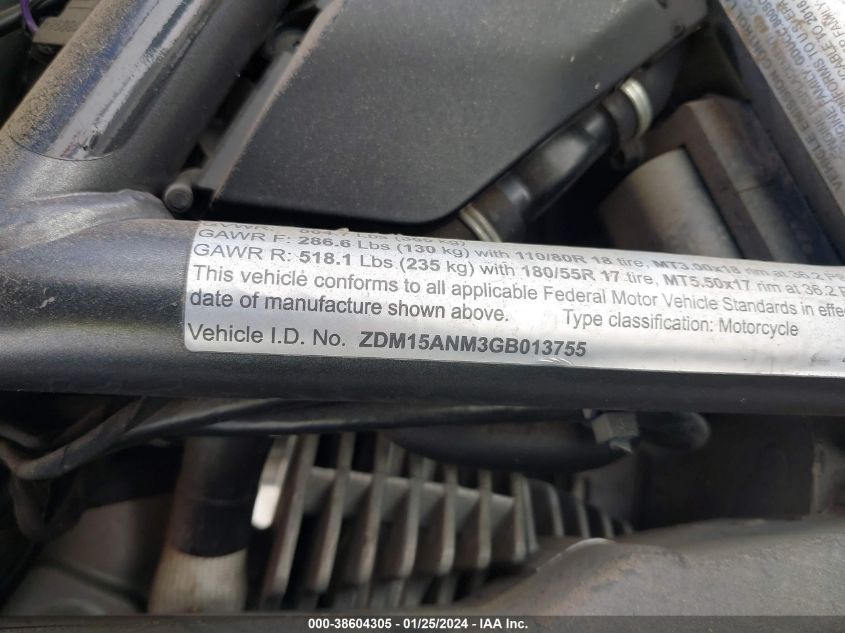 GAWR F: 286.6 Lbs (130 kg) with 110/80R 18 tire, MT3.00x18 rim at 36.2
GAWR R: 518.1 Lbs (235 kg) with 180/55R 17 tire, MT5.50x17 rim at 36.2
This vehicle conforms to all applicable Federal Motor Vehicle Standards in effe
date of manufacture shown above. Type classification: Motorcycle
Vehicle I.D. No. ZDM15ANM3GB013755
000-38604305 - 01/25/2024 - IAA Inc.